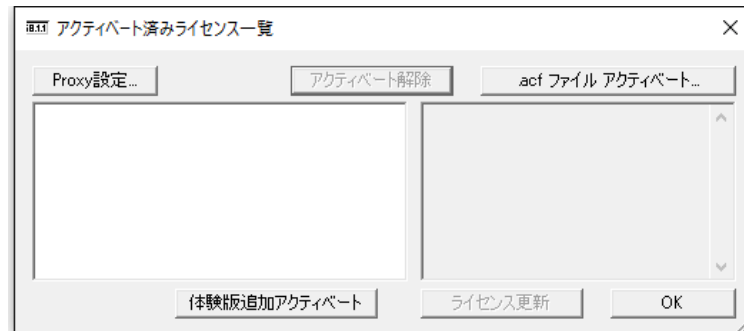 i8.1.1 アクティベート済みライセンス一覧
Proxy設定... アクティベート解除 .acf ファイル アクティベート...
体験版追加アクティベート ライセンス更新 OK